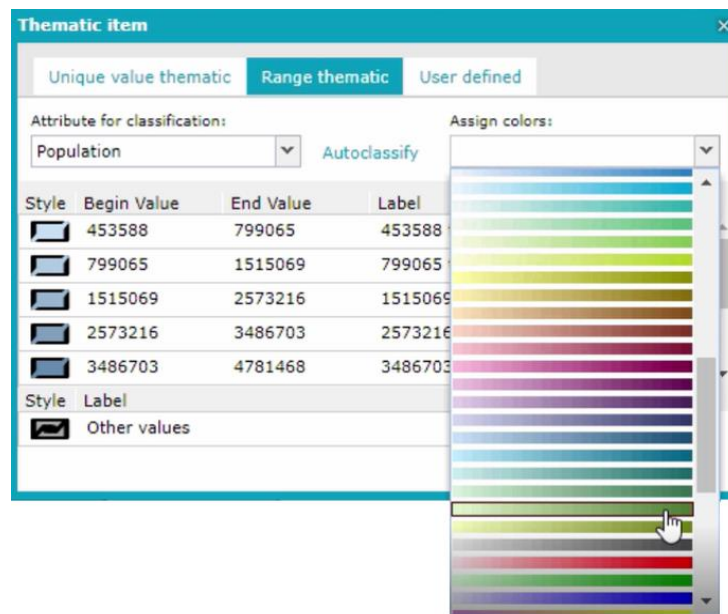 Thematic item
Unique value thematic Range thematic User defined
Attribute for classification: Assign colors:
Population Autoclassify
Style Begin Value End Value Label
453588 799065 453588
799065 1515069 799065
1515069 2573216 1515069
2573216 3486703 2573216
3486703 4781468 3486703
Style Label
Other values